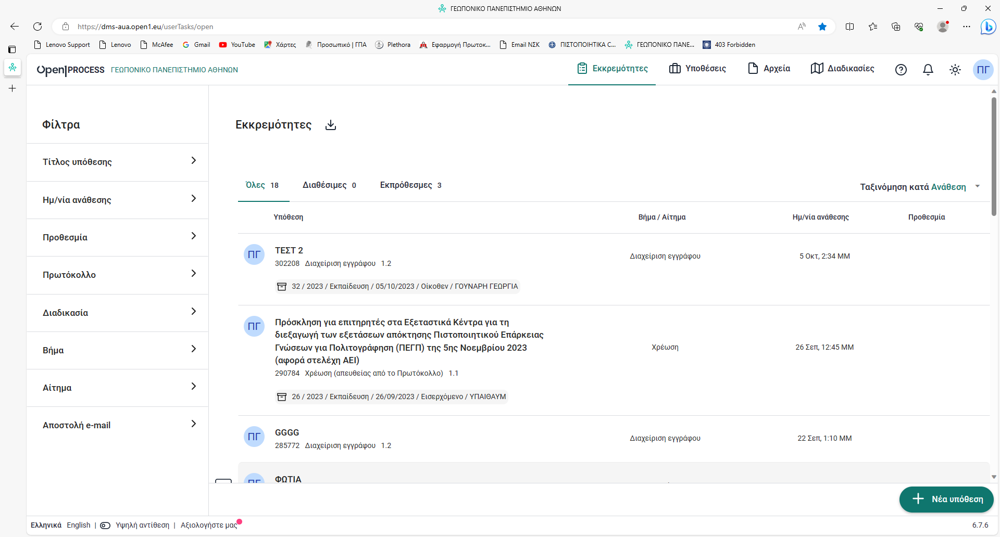 ΓΕΩΠΟΝΙΚΟ ΠΑΝΕΠΙΣΤΗΜΙΟ ΑΘΗΝΩΝ
https://dms-aua.open1.eu/userTasks/open
Lenovo Support Lenovo McAfee Gmail YouTube Χάρτες Προσωπικό | ΓΠΑ Plethora Εφαρμογή Πρωτοκ... Email ΝΣΚ ΠΙΣΤΟΠΟΙΗΤΙΚΑ C... ΓΕΩΠΟΝΙΚΟ ΠΑΝΕ... 403 Forbidden
Open|PROCESS ΓΕΩΠΟΝΙΚΟ ΠΑΝΕΠΙΣΤΗΜΙΟ ΑΘΗΝΩΝ Εκκρεμότητες Υποθέσεις Αρχεία Διαδικασίες ΠΓ
Φίλτρα
Τίτλος υπόθεσης
Ημ/νία ανάθεσης
Προθεσμία
Πρωτόκολλο
Διαδικασία
Βήμα
Αίτημα
Αποστολή e-mail
Εκκρεμότητες
Όλες 18 Διαθέσιμες 0 Εκπρόθεσμες 3 Ταξινόμηση κατά Ανάθεση
Υπόθεση Βήμα / Αίτημα Ημ/νία ανάθεσης Προθεσμία
ΠΓ ΤΕΣΤ 2
302208 Διαχείριση εγγράφου 1.2 Διαχείριση εγγράφου 5 Οκτ, 2:34 ΜΜ
32 / 2023 / Εκπαίδευση / 05/10/2023 / Οίκοθεν / ΓΟΥΝΑΡΗ ΓΕΩΡΓΙΑ
ΠΓ Πρόσκληση για επιτηρητές στα Εξεταστικά Κέντρα για τη
διεξαγωγή των εξετάσεων απόκτησης Πιστοποιητικού Επάρκειας
Γνώσεων για Πολιτογράφηση (ΠΕΓΠ) της 5ης Νοεμβρίου 2023 Χρέωση 26 Σεπ, 12:45 ΜΜ
(αφορά στελέχη ΑΕΙ)
290784 Χρέωση (απευθείας από το Πρωτόκολλο) 1.1
26 / 2023 / Εκπαίδευση / 26/09/2023 / Εισερχόμενο / ΥΠΑΙΘΑΥΜ
ΠΓ GGGG
285772 Διαχείριση εγγράφου 1.2 Διαχείριση εγγράφου 22 Σεπ, 1:10 ΜΜ
ΠΓ ΦΩΤΙΑ
Νέα υπόθεση
Ελληνικά English | Υψηλή αντίθεση | Αξιολογήστε μας 6.7.6